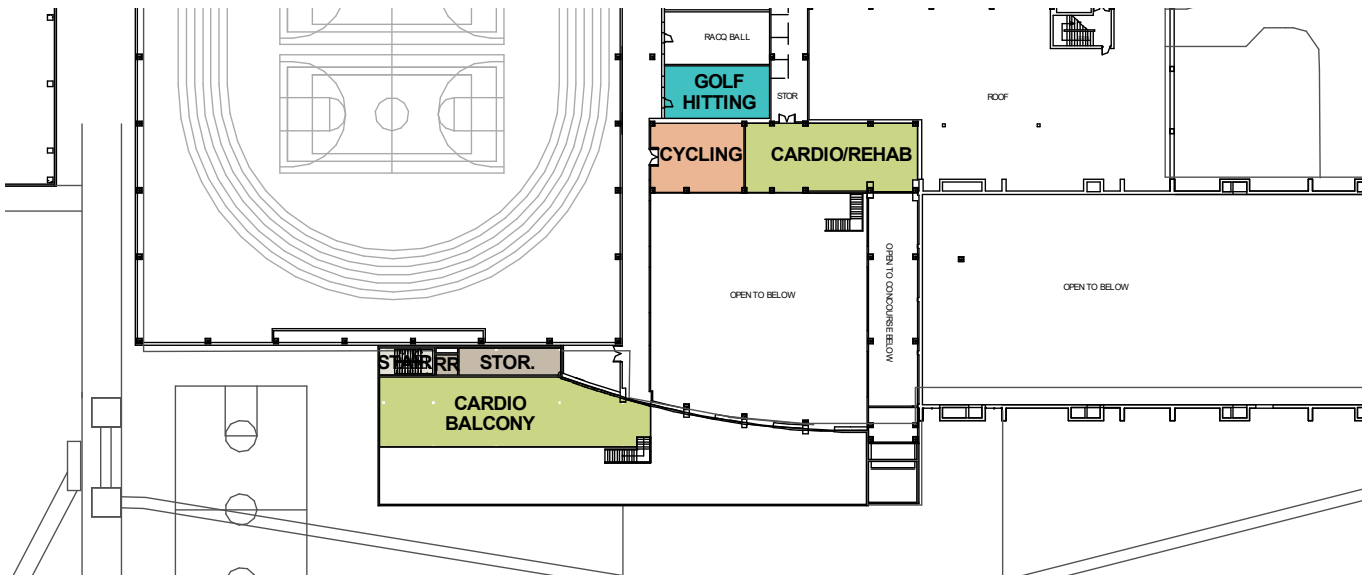 RACQ BALL
GOLF
HITTING
STOR
ROOF
CYCLING
CARDIO/REHAB
OPEN TO BELOW
OPEN TO CONCOURSE BELOW
OPEN TO BELOW
STAIR
RR
STOR.
CARDIO
BALCONY